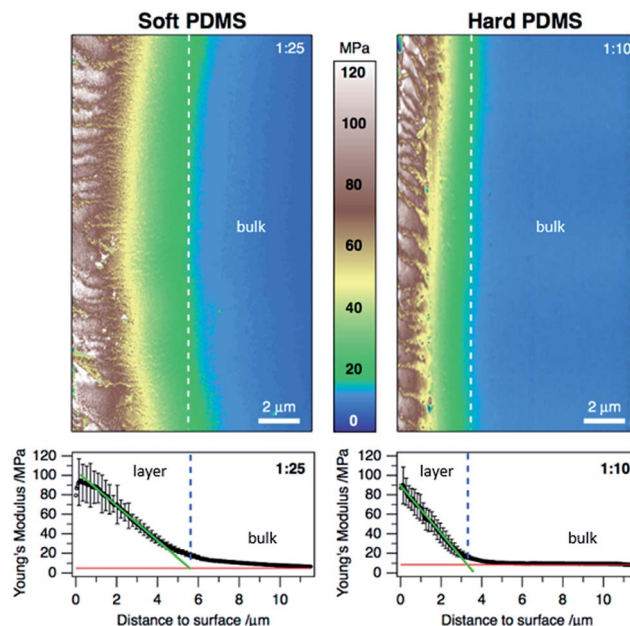 Soft PDMS
Hard PDMS
MPa
1:25
bulk
2 µm
120
100
80
60
40
20
0
1:10
bulk
2 µm
Young's Modulus /MPa
120
100
80
60
40
20
0
layer
1:25
bulk
0 2 4 6 8 10
Distance to surface /µm
Young's Modulus /MPa
120
100
80
60
40
20
0
layer
1:10
bulk
0 2 4 6 8 10
Distance to surface /µm